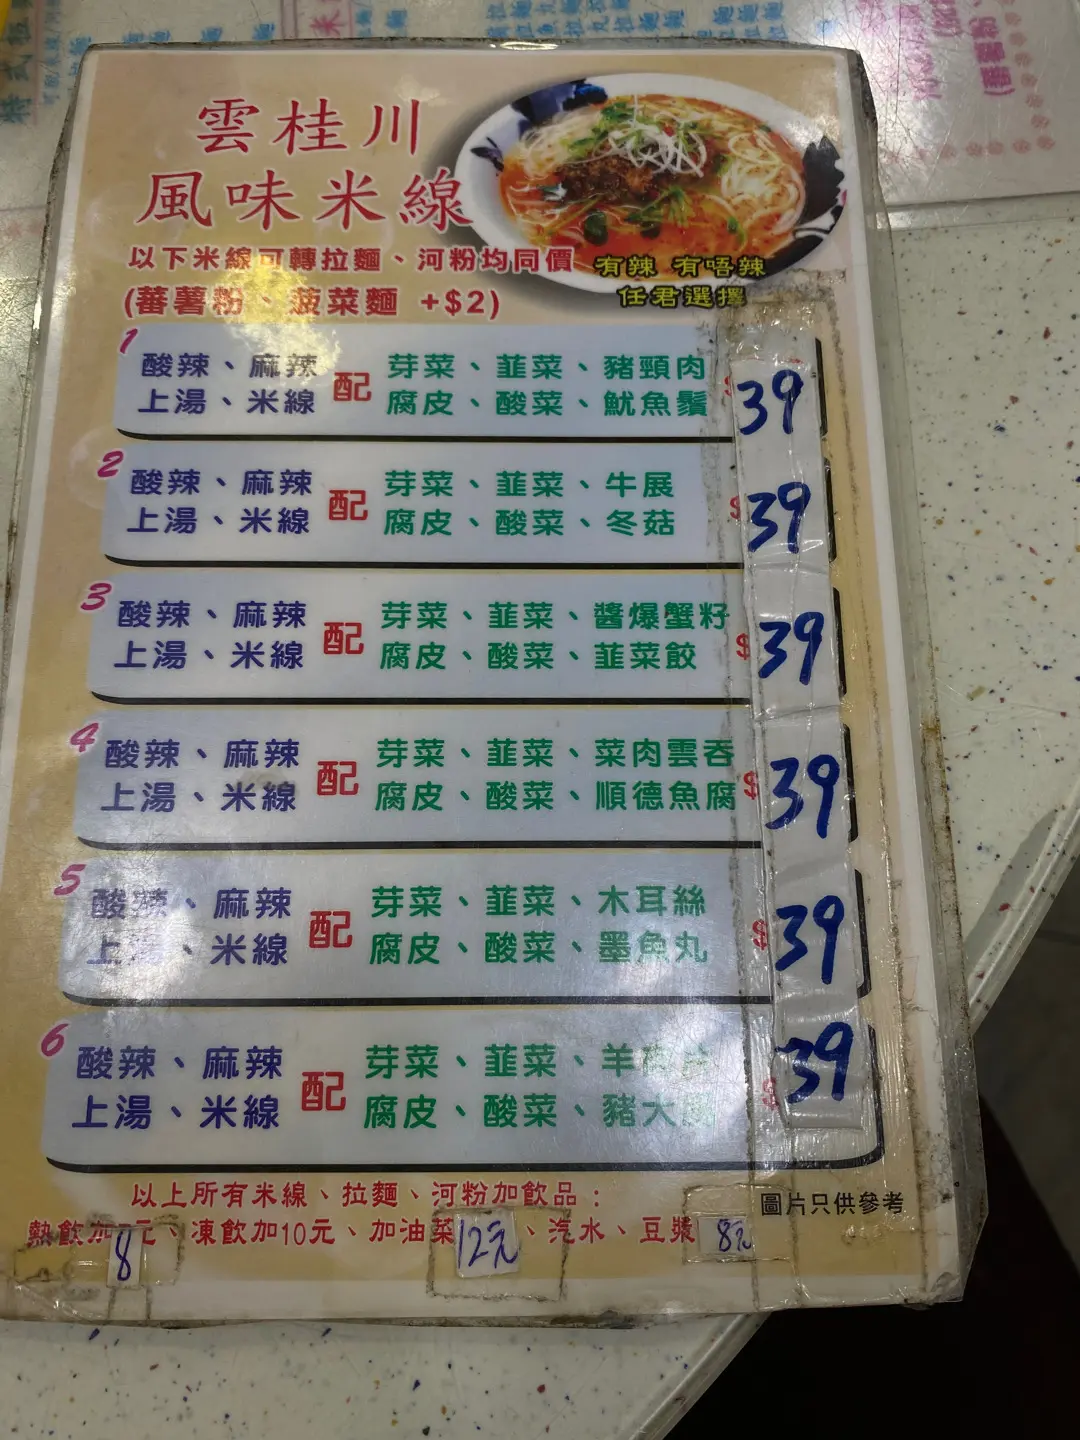 雲桂川
風味米線
以下米線可轉拉麵、河粉均同價
(蕃薯粉、菠菜麵 +$2)
有辣 有唔辣
任君選擇
1
酸辣、麻辣
上湯、米線
配
芽菜、韮菜、豬頸肉
腐皮、酸菜、魷魚鬚
39
2
酸辣、麻辣
上湯、米線
配
芽菜、韮菜、牛展
腐皮、酸菜、冬菇
$39
3
酸辣、麻辣
上湯、米線
配
芽菜、韮菜、醬爆蟹籽
腐皮、酸菜、韮菜餃
$39
4
酸辣、麻辣
上湯、米線
配
芽菜、韮菜、菜肉雲吞
腐皮、酸菜、順德魚腐
$39
5
酸辣、麻辣
上湯、米線
配
芽菜、韮菜、木耳絲
腐皮、酸菜、墨魚丸
$39
6
酸辣、麻辣
上湯、米線
配
芽菜、韮菜、羊
腐皮、酸菜、豬大
$39
以上所有米線、拉麵、河粉加飲品：
熱飲加8元、凍飲加10元、加油菜12元、汽水、豆漿8元
圖片只供參考